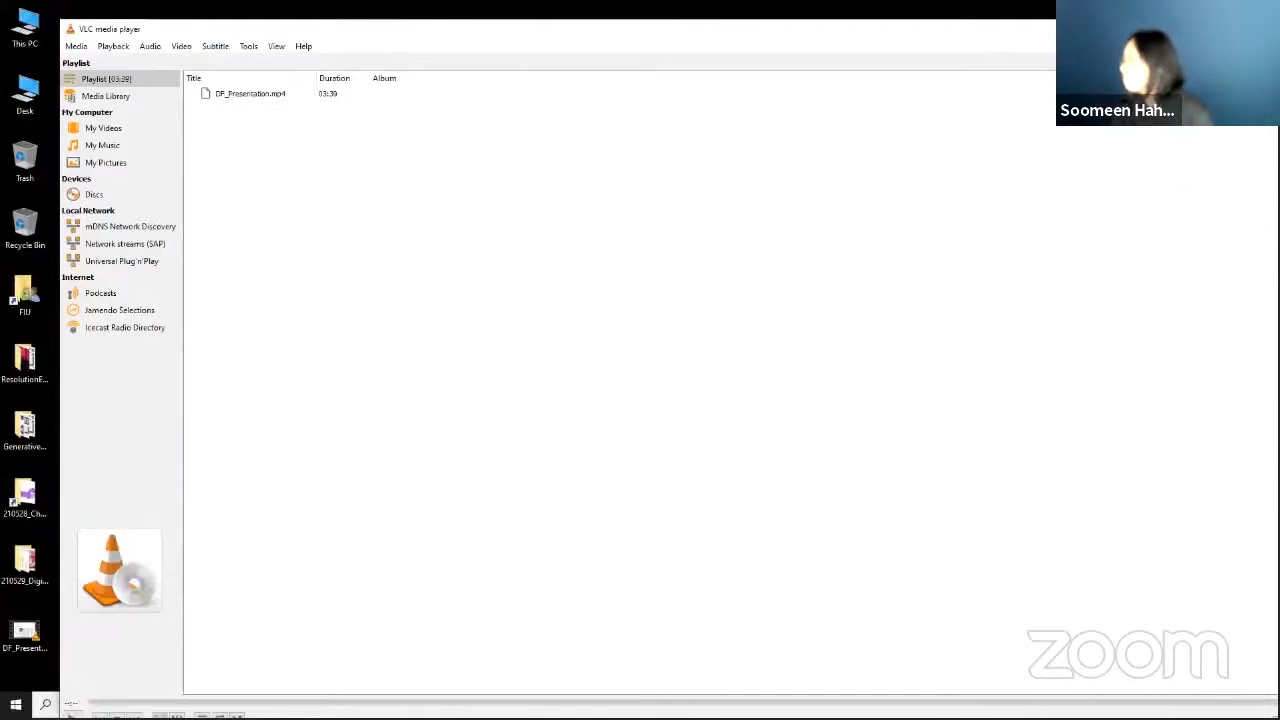 This PC
Desk
Trash
Recycle Bin
FIU
ResolutionE...
Generative...
210528_Ch...
210529_Digi...
DF_Present...
VLC media player
Media Playback Audio Video Subtitle Tools View Help
Playlist
Playlist [03:39]
Media Library
My Computer
My Videos
My Music
My Pictures
Devices
Discs
Local Network
mDNS Network Discovery
Network streams (SAP)
Universal Plug'n'Play
Internet
Podcasts
Jamendo Selections
Icecast Radio Directory
Title Duration Album
DF_Presentation.mp4 03:39
Soomeen Hah...
zoom
--:--